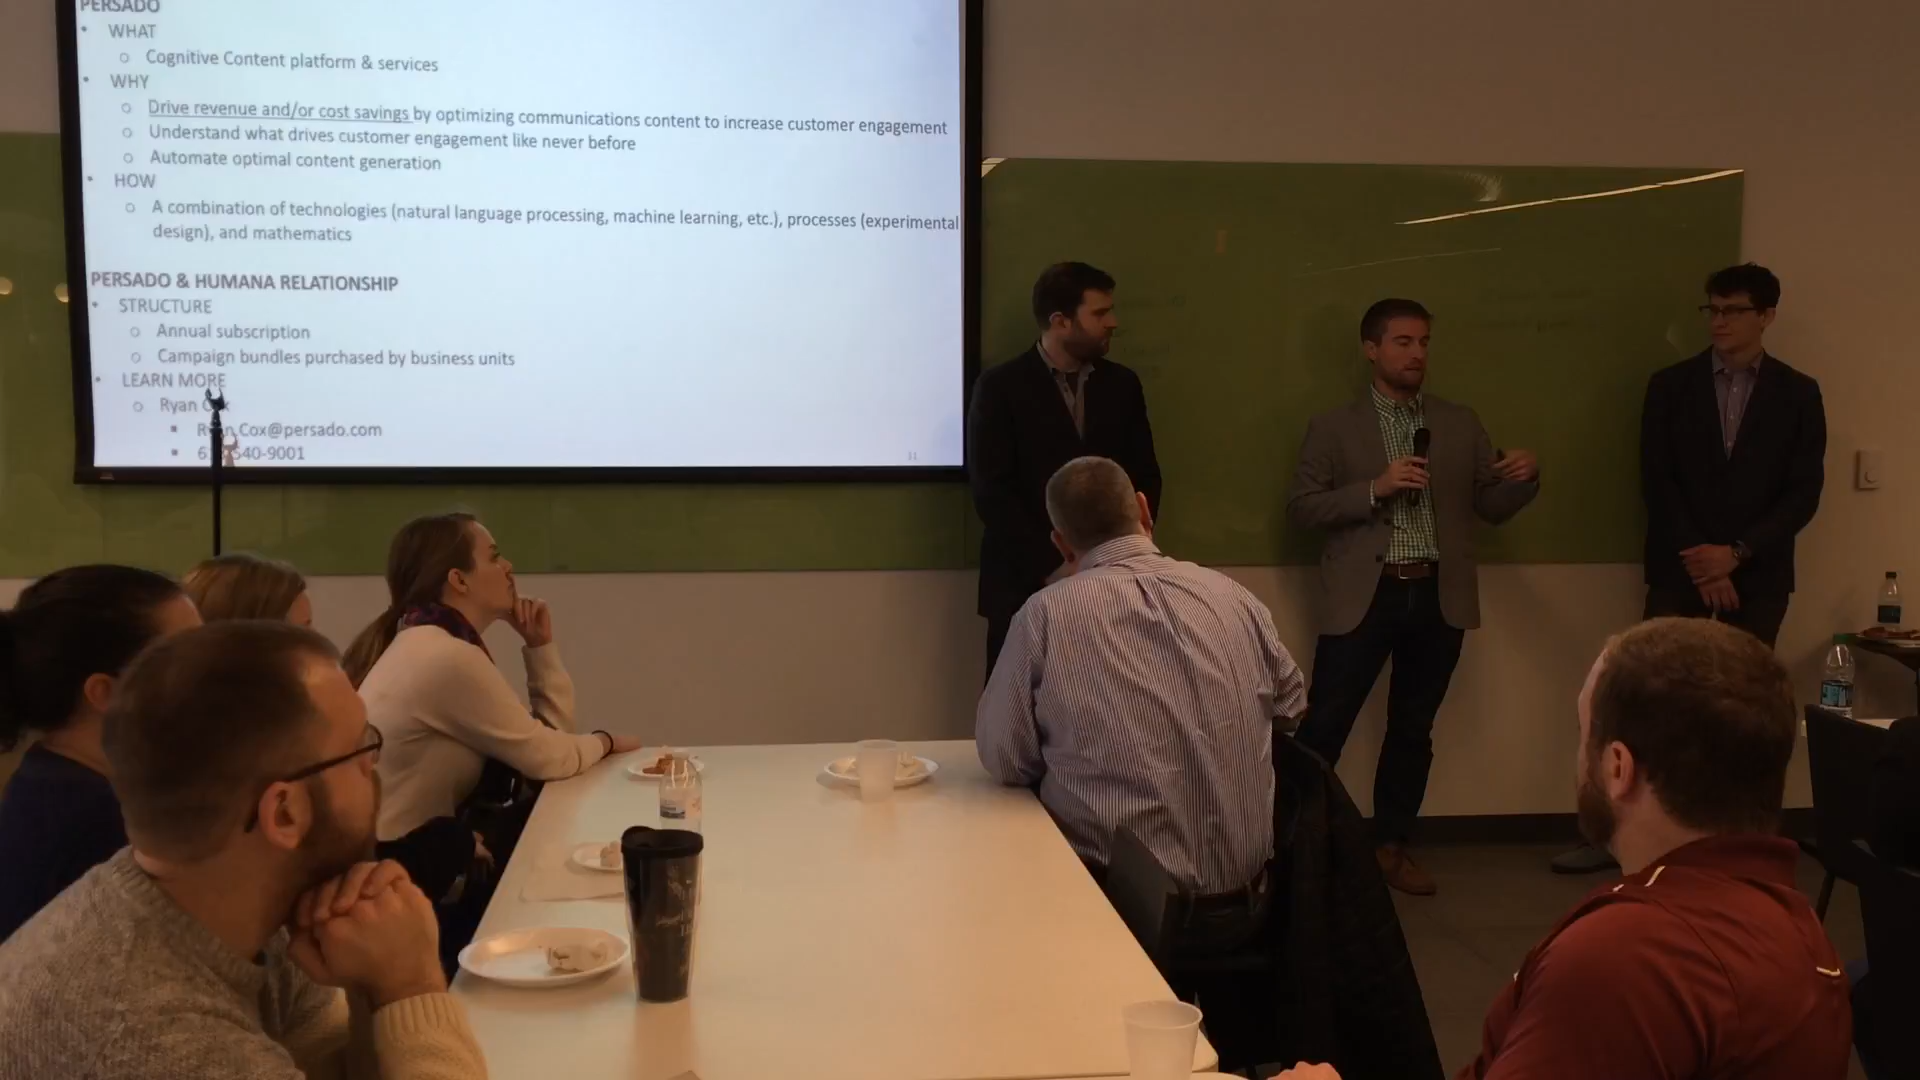 PERSADO
• WHAT
o Cognitive Content platform & services
• WHY
o Drive revenue and/or cost savings by optimizing communications content to increase customer engagement
o Understand what drives customer engagement like never before
o Automate optimal content generation
• HOW
o A combination of technologies (natural language processing, machine learning, etc.), processes (experimental
design), and mathematics
PERSADO & HUMANA RELATIONSHIP
• STRUCTURE
o Annual subscription
o Campaign bundles purchased by business units
• LEARN MORE
o Ryan
▪ Cox@persado.com
▪ 540-9001
11